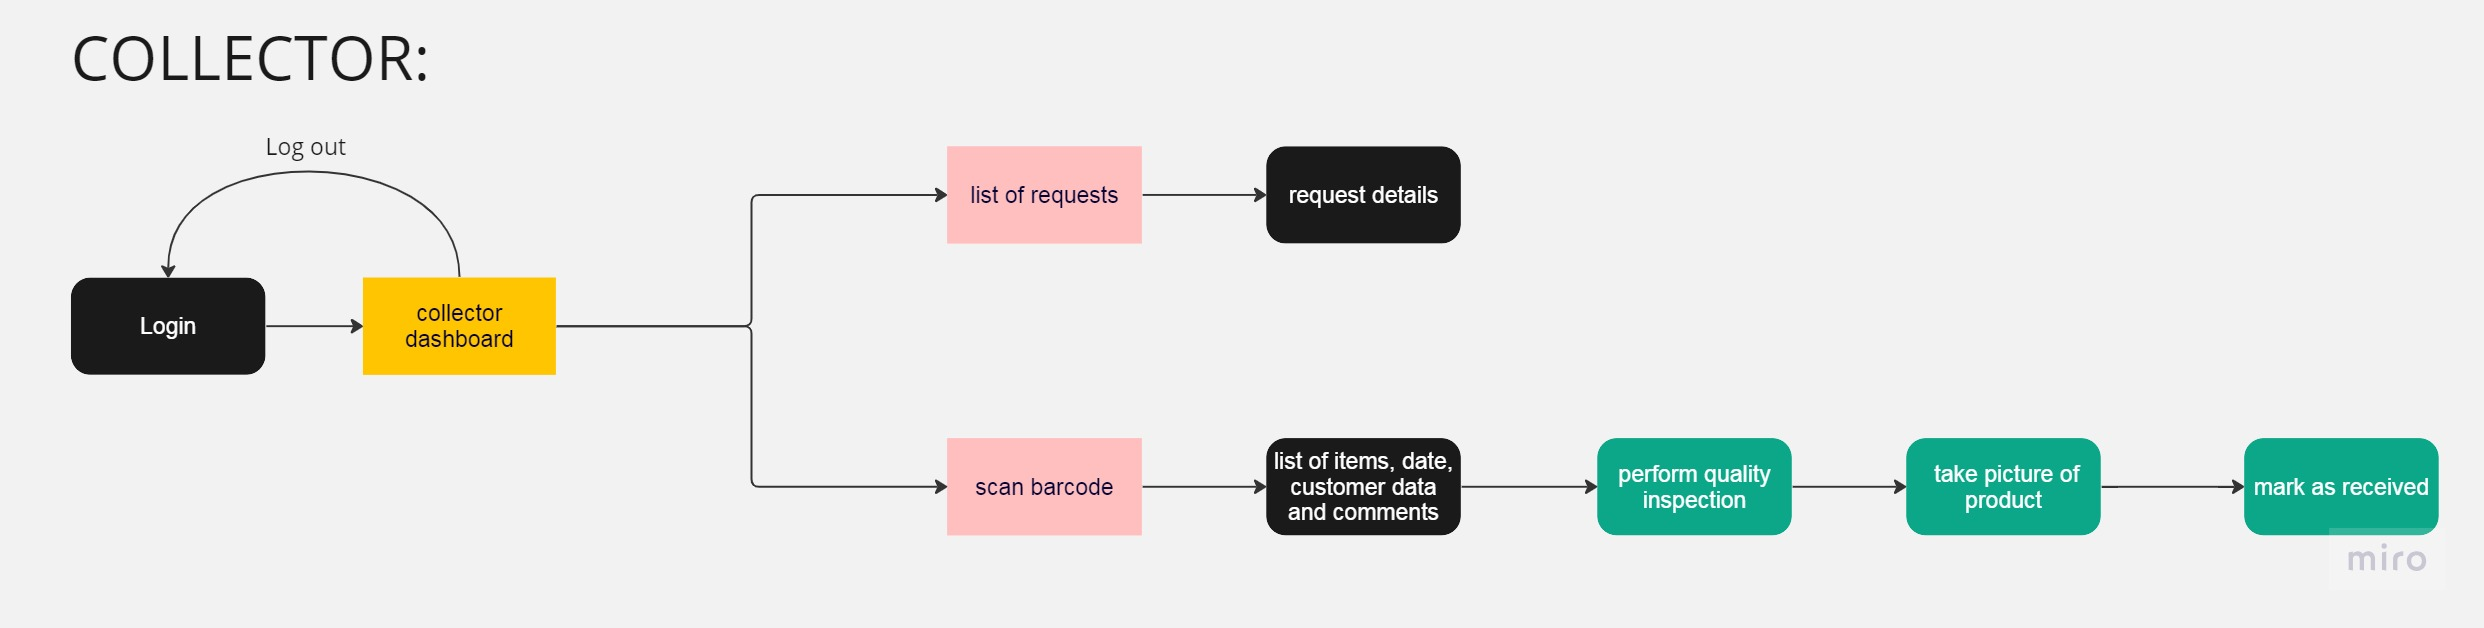 COLLECTOR:
Log out
Login
collector
dashboard
list of requests
request details
scan barcode
list of items, date,
customer data
and comments
perform quality
inspection
take picture of
product
mark as received
miro